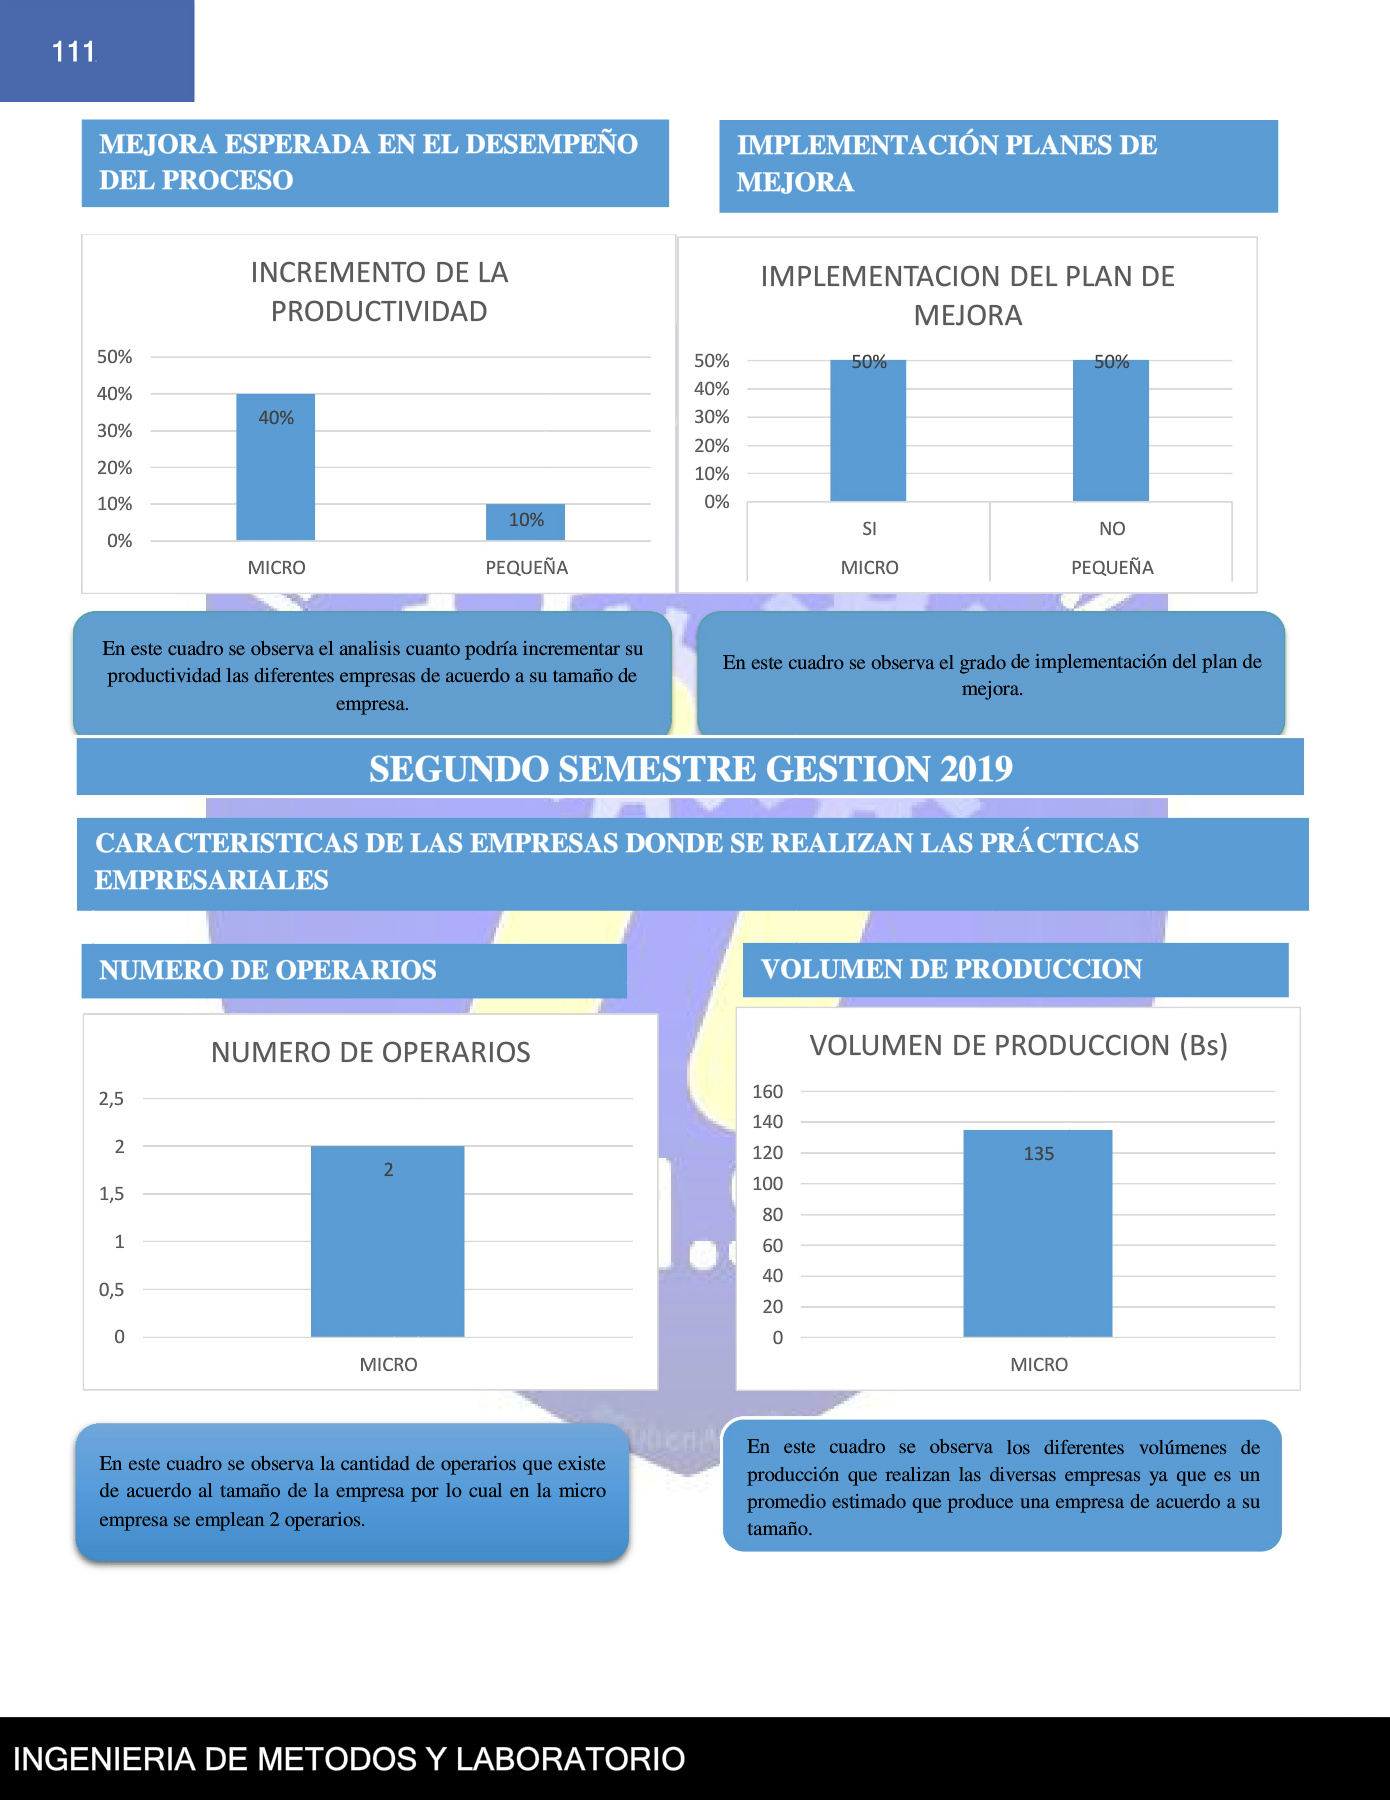 111
MEJORA ESPERADA EN EL DESEMPEÑO
DEL PROCESO
IMPLEMENTACIÓN PLANES DE
MEJORA
INCREMENTO DE LA
PRODUCTIVIDAD
50%
40%
30%
20%
10%
0%
40%
10%
MICRO
PEQUEÑA
IMPLEMENTACION DEL PLAN DE
MEJORA
50%
40%
30%
20%
10%
0%
50%
50%
SI
NO
MICRO
PEQUEÑA
En este cuadro se observa el analisis cuanto podría incrementar su
productividad las diferentes empresas de acuerdo a su tamaño de
empresa.
En este cuadro se observa el grado de implementación del plan de
mejora.
SEGUNDO SEMESTRE GESTION 2019
CARACTERISTICAS DE LAS EMPRESAS DONDE SE REALIZAN LAS PRÁCTICAS
EMPRESARIALES
NUMERO DE OPERARIOS
VOLUMEN DE PRODUCCION
NUMERO DE OPERARIOS
2,5
2
1,5
1
0,5
0
2
MICRO
VOLUMEN DE PRODUCCION (Bs)
160
140
120
100
80
60
40
20
0
135
MICRO
En este cuadro se observa la cantidad de operarios que existe
de acuerdo al tamaño de la empresa por lo cual en la micro
empresa se emplean 2 operarios.
En este cuadro se observa los diferentes volúmenes de
producción que realizan las diversas empresas ya que es un
promedio estimado que produce una empresa de acuerdo a su
tamaño.
INGENIERIA DE METODOS Y LABORATORIO